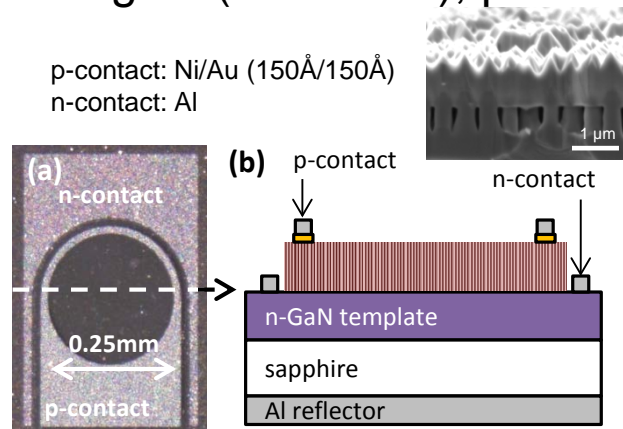 p-contact: Ni/Au (150Å/150Å)
n-contact: Al
1 µm
(a)
n-contact
0.25mm
p-contact
(b)
p-contact
n-contact
n-GaN template
sapphire
Al reflector